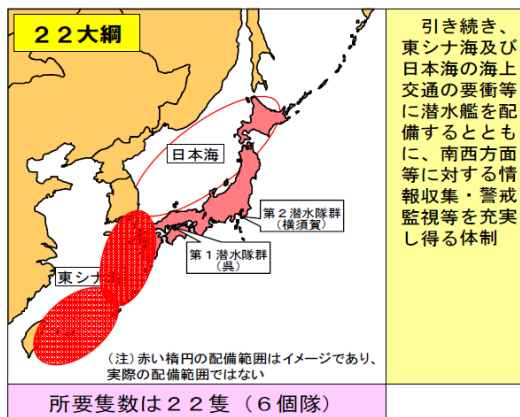 ２２大綱
日本海
第２潜水隊群
（横須賀）
第１潜水隊群
（呉）
東シナ
（注）赤い楕円の配備範囲はイメージであり、
実際の配備範囲ではない
引き続き、
東シナ海及び
日本海の海上
交通の要衝等
に潜水艦を配
備するととも
に、南西方面
等に対する情
報収集・警戒
監視等を充実
し得る体制
所要隻数は２２隻（６個隊）